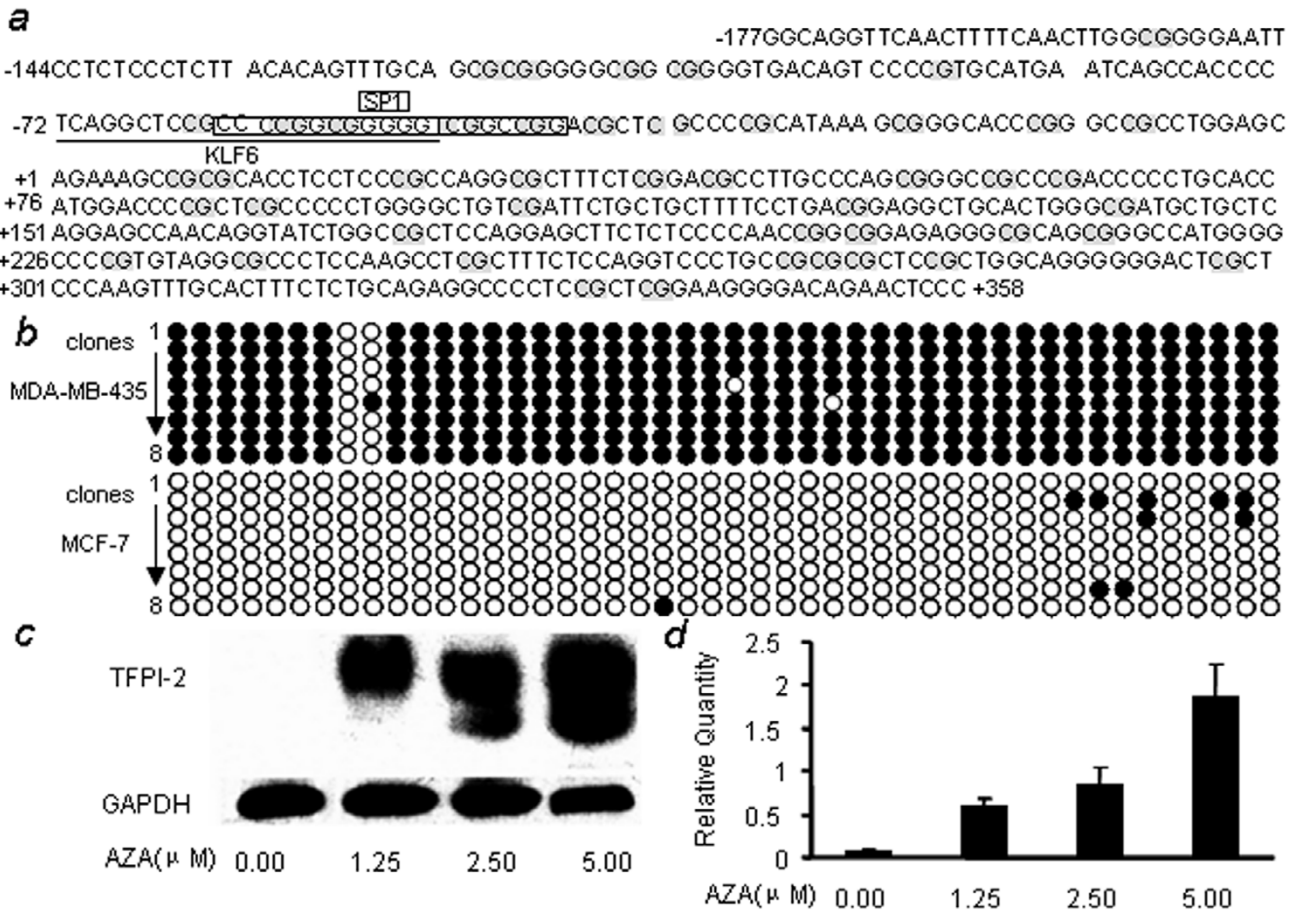 a
-177GGCAGGTTCAACTTTTCAACTTGGCGGGGAATT
-144CCTCTCCCTCTT ACACAGTTTGCA GCGCGGGGGCGG CGGGGTGACAGT CCCCGTGCATGA ATCAGCCACCCC
SP1
-72 TCAGGCTCCGCC CCGGCGGGGGTCGGCCGGACGCTC GCCCCGCATAAA GCGGGCACCCGG GCCGCCTGGAGC
KLF6
+1 AGAAAGCCGCGCACCTCCTCCCGCCAGGCGCTTTCTCGGACGCCTTGCCCAGCGGGCCGCCCGACCCCCTGCACC
+76 ATGGACCCCGCTCGCCCCCTGGGGCTGTCGATTCTGCTGCTTTTCCTGACGGAGGCTGCACTGGGCGATGCTGCTC
+151 AGGAGCCAACAGGTATCTGGCCGCTCCAGGAGCTTCTCTCCCCAACCGGCGGAGAGGGCGCAGCGGGCCATGGGG
+226CCCCGTGTAGGCGCCCTCCAAGCCTCGCTTTCTCCAGGTCCCTGCCGCGCGCTCCGCTGGCAGGGGGGACTCGCT
+301 CCCAAGTTTGCACTTTCTCTGCAGAGGCCCCTCCGCTCGGAAGGGGACAGAACTCCC +358
b
clones 1
MDA-MB-435
8
clones 1
MCF-7
8
c
TFPI-2
GAPDH
AZA(μ M) 0.00 1.25 2.50 5.00
d
Relative Quantity
2.5
2
1.5
1
0.5
0
AZA(μ M) 0.00 1.25 2.50 5.00